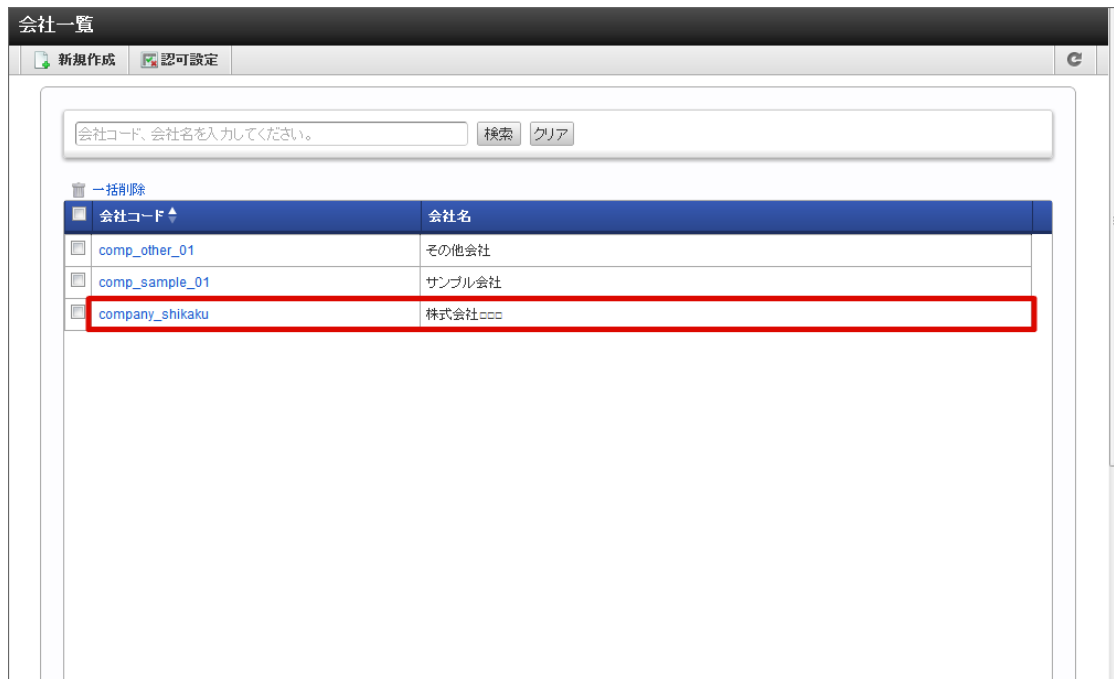 会社一覧
新規作成 認可設定
会社コード、会社名を入力してください。 検索 クリア
一括削除
会社コード 会社名
comp_other_01 その他会社
comp_sample_01 サンプル会社
company_shikaku 株式会社□□□